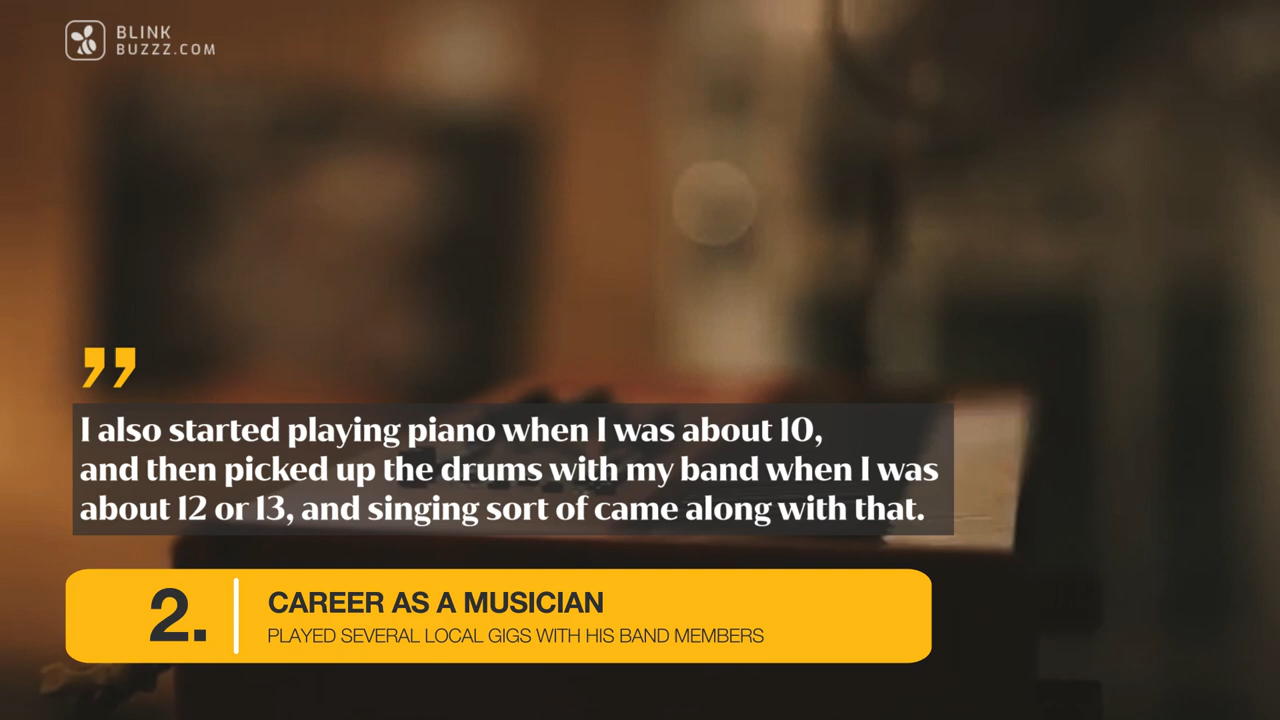 BLINK
BUZZZ.COM
”
I also started playing piano when I was about 10,
and then picked up the drums with my band when I was
about 12 or 13, and singing sort of came along with that.
2.
CAREER AS A MUSICIAN
PLAYED SEVERAL LOCAL GIGS WITH HIS BAND MEMBERS